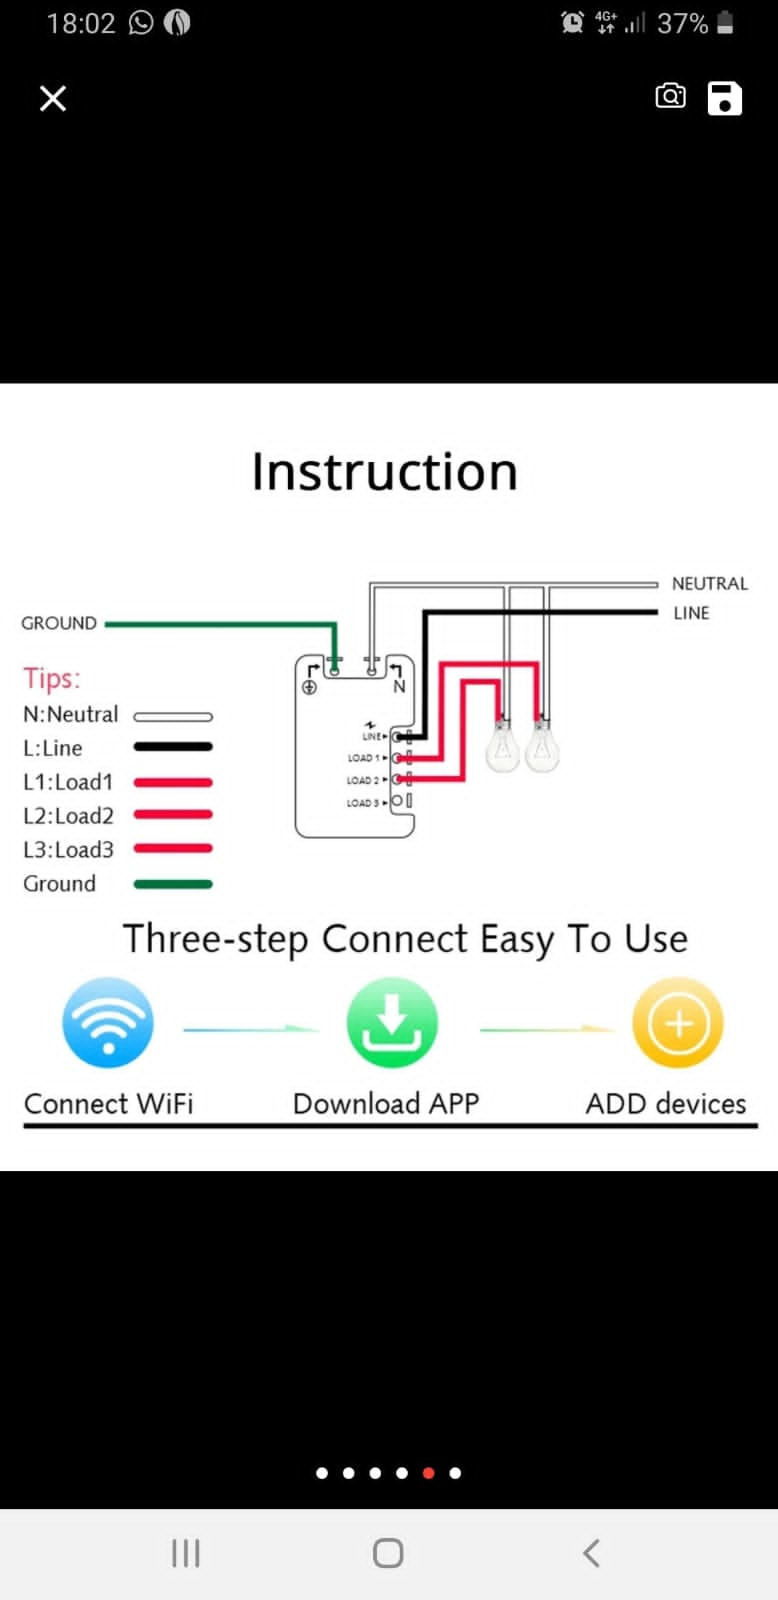 18:02
4G+
37%
Instruction
NEUTRAL
LINE
GROUND
Tips:
N:Neutral
L:Line
L1:Load1
L2:Load2
L3:Load3
Ground
N
LINE
LOAD 1
LOAD 2
LOAD 3
Three-step Connect Easy To Use
Connect WiFi
Download APP
ADD devices